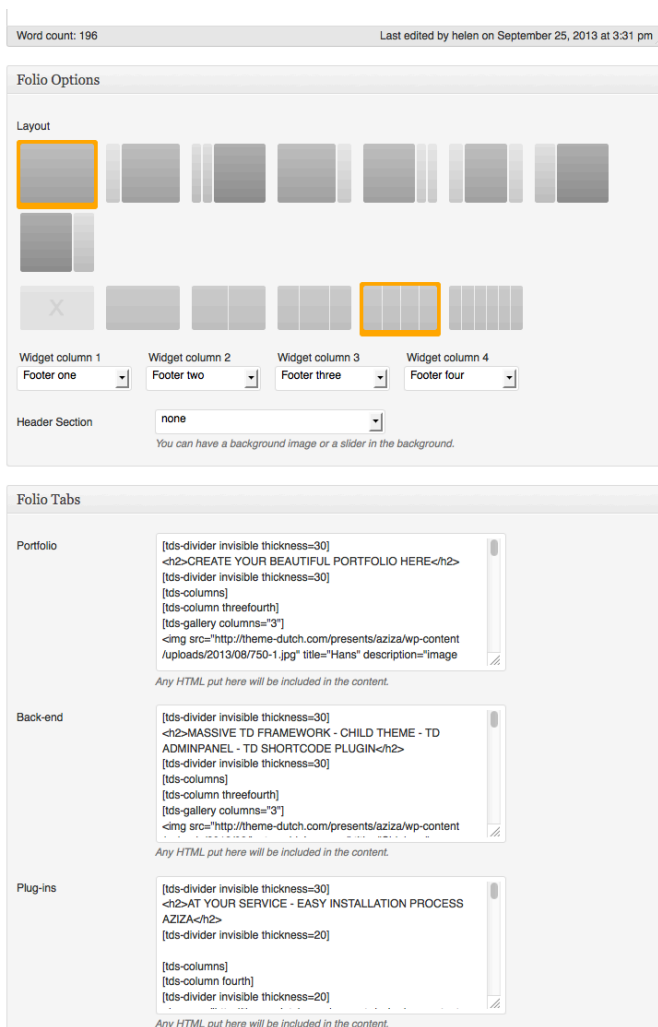 Word count: 196 Last edited by helen on September 25, 2013 at 3:31 pm
Folio Options
Layout
X
Widget column 1 Widget column 2 Widget column 3 Widget column 4
Footer one Footer two Footer three Footer four
Header Section none
You can have a background image or a slider in the background.
Folio Tabs
Portfolio [tds-divider invisible thickness=30]
<h2>CREATE YOUR BEAUTIFUL PORTFOLIO HERE</h2>
[tds-divider invisible thickness=30]
[tds-columns]
[tds-column threefourth]
[tds-gallery columns="3"]
<img src="http://theme-dutch.com/presents/aziza/wp-content
/uploads/2013/08/750-1.jpg" title="Hans" description="image
Any HTML put here will be included in the content.
Back-end [tds-divider invisible thickness=30]
<h2>MASSIVE TD FRAMEWORK - CHILD THEME - TD
ADMINPANEL - TD SHORTCODE PLUGIN</h2>
[tds-divider invisible thickness=30]
[tds-columns]
[tds-column threefourth]
[tds-gallery columns="3"]
<img src="http://theme-dutch.com/presents/aziza/wp-content
Any HTML put here will be included in the content.
Plug-ins [tds-divider invisible thickness=30]
<h2>AT YOUR SERVICE - EASY INSTALLATION PROCESS
AZIZA</h2>
[tds-divider invisible thickness=20]
[tds-columns]
[tds-column fourth]
[tds-divider invisible thickness=20]
Any HTML put here will be included in the content.